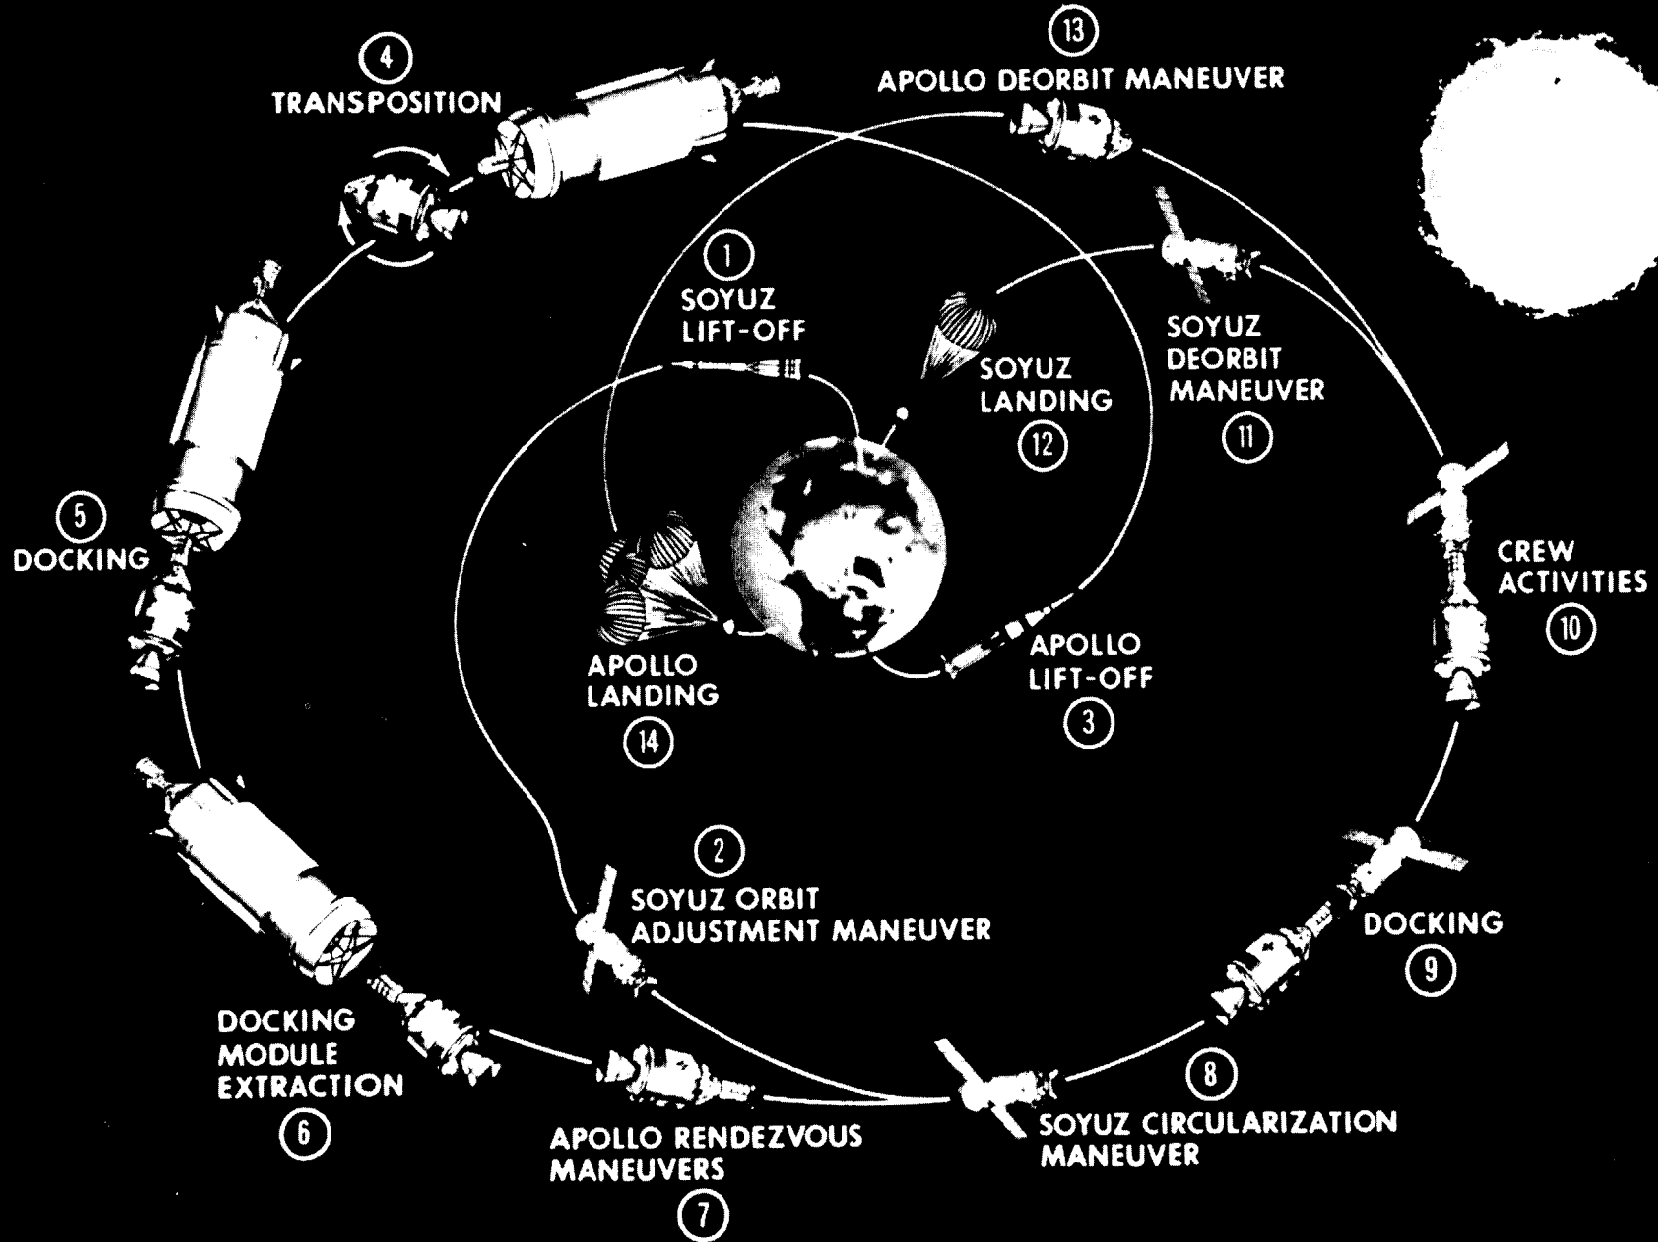 13
APOLLO DEORBIT MANEUVER
4
TRANSPOSITION
1
SOYUZ
LIFT-OFF
SOYUZ
DEORBIT
MANEUVER
11
SOYUZ
LANDING
12
5
DOCKING
CREW
ACTIVITIES
10
APOLLO
LIFT-OFF
3
APOLLO
LANDING
14
2
SOYUZ ORBIT
ADJUSTMENT MANEUVER
DOCKING
9
DOCKING
MODULE
EXTRACTION
6
8
SOYUZ CIRCULARIZATION
MANEUVER
APOLLO RENDEZVOUS
MANEUVERS
7